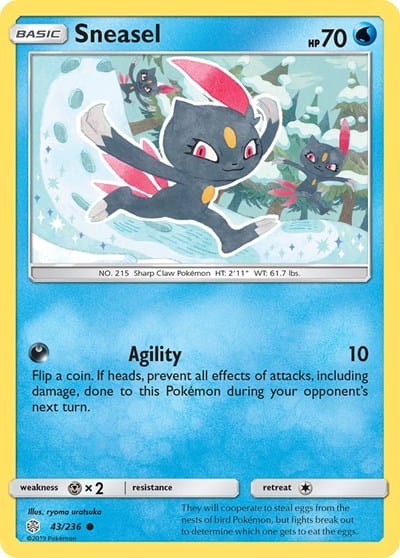 BASIC Sneasel HP70
NO. 215 Sharp Claw Pokémon HT: 2'11" WT: 61.7 lbs.
Agility 10
Flip a coin. If heads, prevent all effects of attacks, including
damage, done to this Pokémon during your opponent's
next turn.
weakness ×2 resistance retreat
Illus. ryoma uratsuka
43/236
©2019 Pokémon
They will cooperate to steal eggs from
the nests of bird Pokémon, but fights break out
to determine which one gets to eat the eggs.